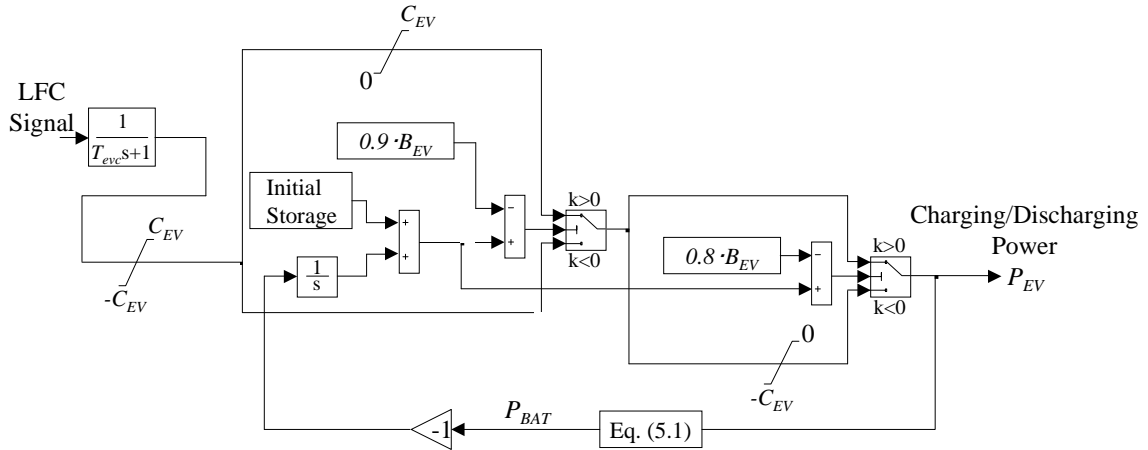 C_EV
0
LFC
Signal
1
T_evc s+1
0.9·B_EV
Initial
Storage
+
+
−
+
k>0
k<0
C_EV
-C_EV
1
s
0.8·B_EV
−
+
k>0
k<0
Charging/Discharging
Power
P_EV
0
-C_EV
-1
P_BAT
Eq. (5.1)